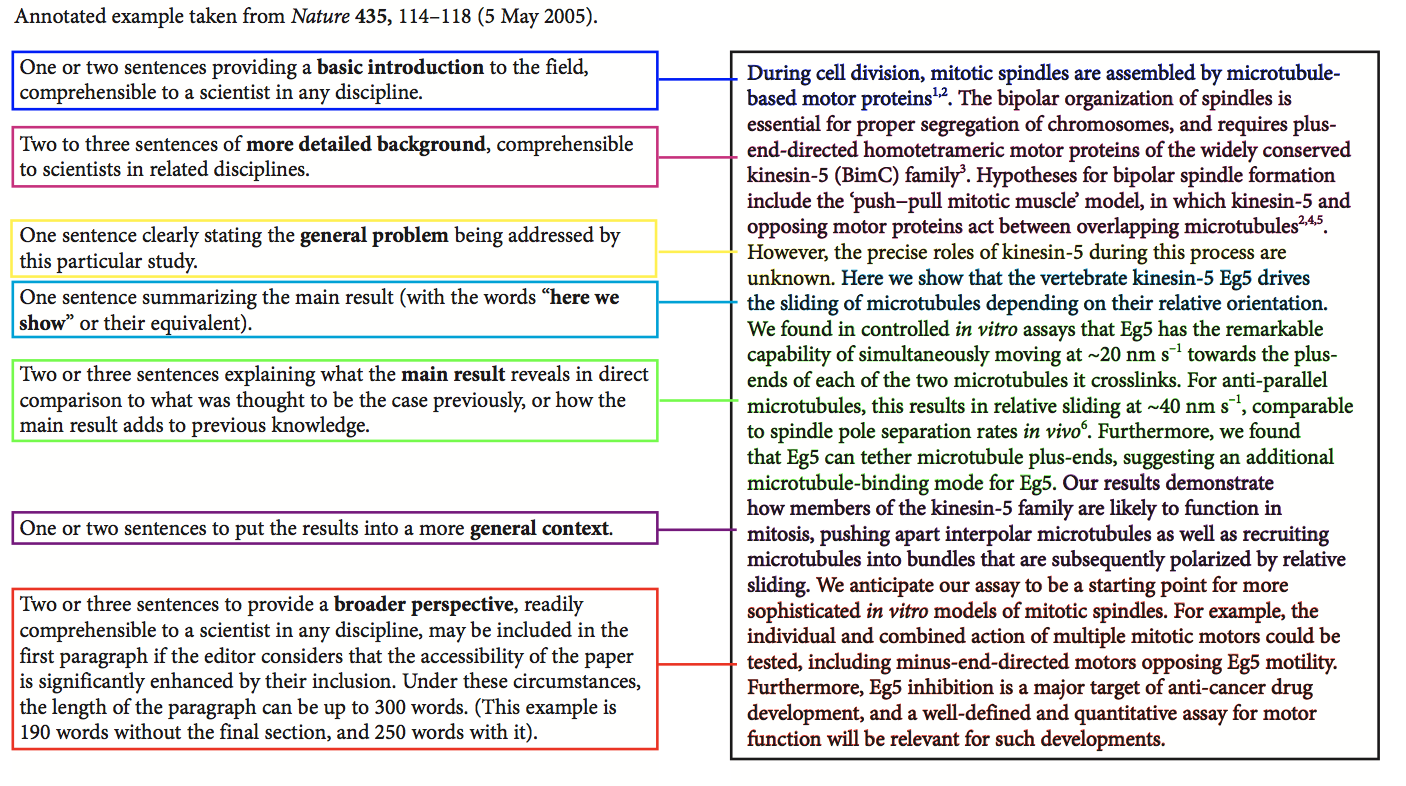 Annotated example taken from Nature 435, 114–118 (5 May 2005).
One or two sentences providing a basic introduction to the field,
comprehensible to a scientist in any discipline.
Two to three sentences of more detailed background, comprehensible
to scientists in related disciplines.
One sentence clearly stating the general problem being addressed by
this particular study.
One sentence summarizing the main result (with the words “here we
show” or their equivalent).
Two or three sentences explaining what the main result reveals in direct
comparison to what was thought to be the case previously, or how the
main result adds to previous knowledge.
One or two sentences to put the results into a more general context.
Two or three sentences to provide a broader perspective, readily
comprehensible to a scientist in any discipline, may be included in the
first paragraph if the editor considers that the accessibility of the paper
is significantly enhanced by their inclusion. Under these circumstances,
the length of the paragraph can be up to 300 words. (This example is
190 words without the final section, and 250 words with it).
During cell division, mitotic spindles are assembled by microtubule-
based motor proteins1,2. The bipolar organization of spindles is
essential for proper segregation of chromosomes, and requires plus-
end-directed homotetrameric motor proteins of the widely conserved
kinesin-5 (BimC) family3. Hypotheses for bipolar spindle formation
include the ‘push–pull mitotic muscle’ model, in which kinesin-5 and
opposing motor proteins act between overlapping microtubules2,4,5.
However, the precise roles of kinesin-5 during this process are
unknown. Here we show that the vertebrate kinesin-5 Eg5 drives
the sliding of microtubules depending on their relative orientation.
We found in controlled in vitro assays that Eg5 has the remarkable
capability of simultaneously moving at ~20 nm s−1 towards the plus-
ends of each of the two microtubules it crosslinks. For anti-parallel
microtubules, this results in relative sliding at ~40 nm s−1, comparable
to spindle pole separation rates in vivo6. Furthermore, we found
that Eg5 can tether microtubule plus-ends, suggesting an additional
microtubule-binding mode for Eg5. Our results demonstrate
how members of the kinesin-5 family are likely to function in
mitosis, pushing apart interpolar microtubules as well as recruiting
microtubules into bundles that are subsequently polarized by relative
sliding. We anticipate our assay to be a starting point for more
sophisticated in vitro models of mitotic spindles. For example, the
individual and combined action of multiple mitotic motors could be
tested, including minus-end-directed motors opposing Eg5 motility.
Furthermore, Eg5 inhibition is a major target of anti-cancer drug
development, and a well-defined and quantitative assay for motor
function will be relevant for such developments.